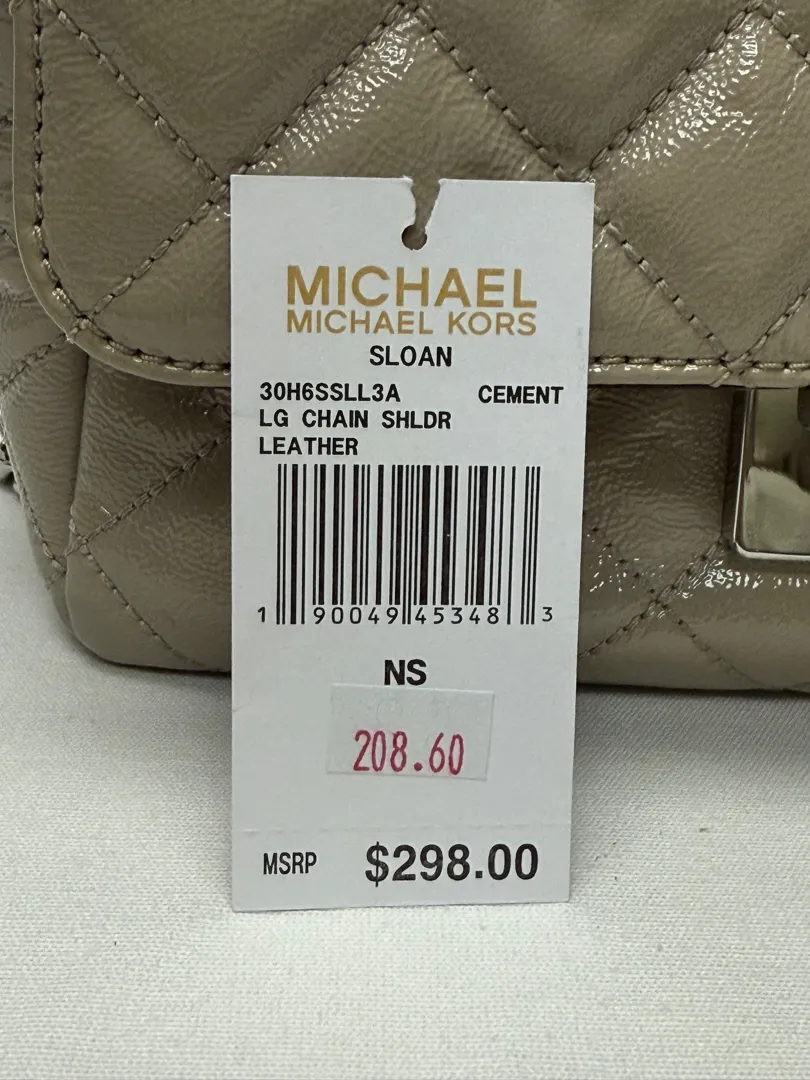 MICHAEL
MICHAEL KORS
SLOAN
30H6SSLL3A CEMENT
LG CHAIN SHLDR
LEATHER
1 90049 45348 3
NS
208.60
MSRP $298.00